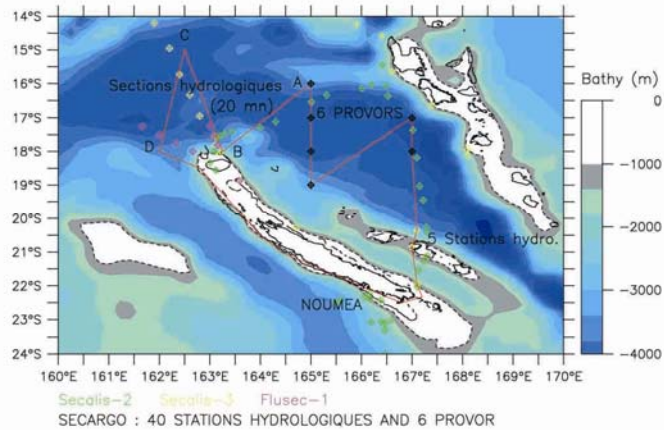 14°S
15°S
16°S
17°S
18°S
19°S
20°S
21°S
22°S
23°S
24°S
C
Sections hydrologiques A
(20 mn)
6 PROVORS
D B
5 Stations hydro.
NOUMEA
Bathy (m)
0
-1000
-2000
-3000
-4000
160°E 161°E 162°E 163°E 164°E 165°E 166°E 167°E 168°E 169°E 170°E
Secalis-2 Secalis-3 Flusec-1
SECARGO : 40 STATIONS HYDROLOGIQUES AND 6 PROVOR